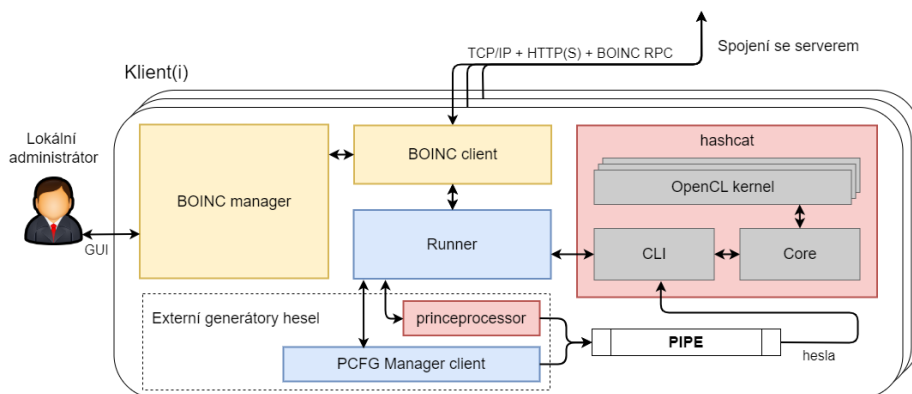 TCP/IP + HTTP(S) + BOINC RPC
Spojení se serverem
Klient(i)
Lokální
administrátor
GUI
BOINC manager
BOINC client
Runner
hashcat
OpenCL kernel
CLI
Core
Externí generátory hesel
princeprocessor
PCFG Manager client
PIPE
hesla